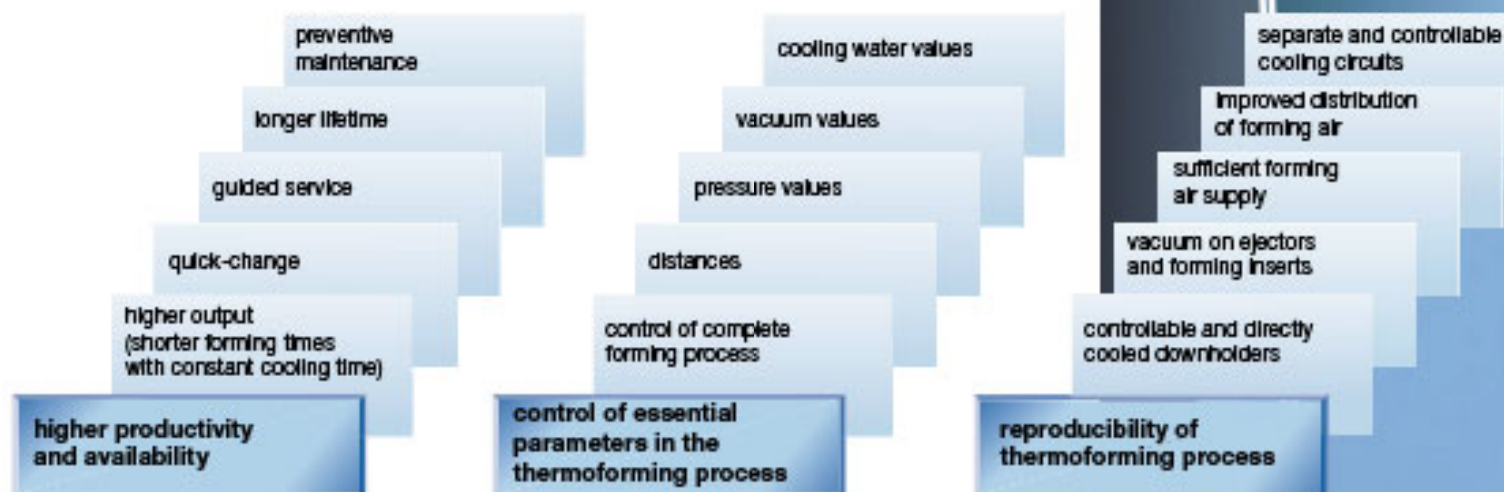 preventive
maintenance
longer lifetime
guided service
quick-change
higher output
(shorter forming times
with constant cooling time)
higher productivity
and availability
cooling water values
vacuum values
pressure values
distances
control of complete
forming process
control of essential
parameters in the
thermoforming process
separate and controllable
cooling circuits
improved distribution
of forming air
sufficient forming
air supply
vacuum on ejectors
and forming inserts
controllable and directly
cooled downholders
reproducibility of
thermoforming process